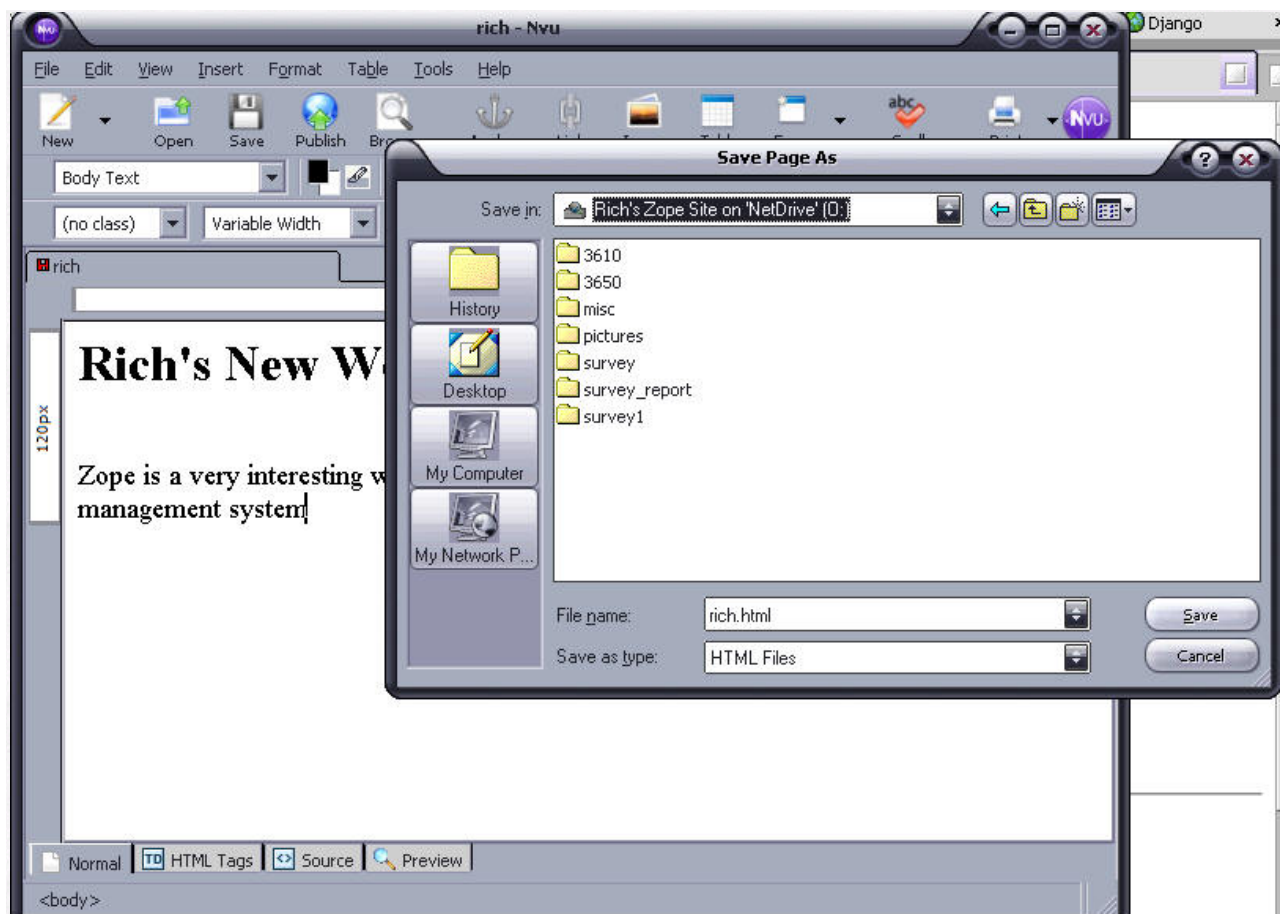 rich - Nvu
Django
File Edit View Insert Format Table Tools Help
New Open Save Publish
NVU
Body Text
(no class) Variable Width
rich
120px
Rich's New
Zope is a very interesting
management system
Save Page As
Save in: Rich's Zope Site on 'NetDrive' (O:
History
Desktop
My Computer
My Network P...
3610
3650
misc
pictures
survey
survey_report
survey1
File name: rich.html Save
Save as type: HTML Files Cancel
Normal TD HTML Tags Source Preview
<body>